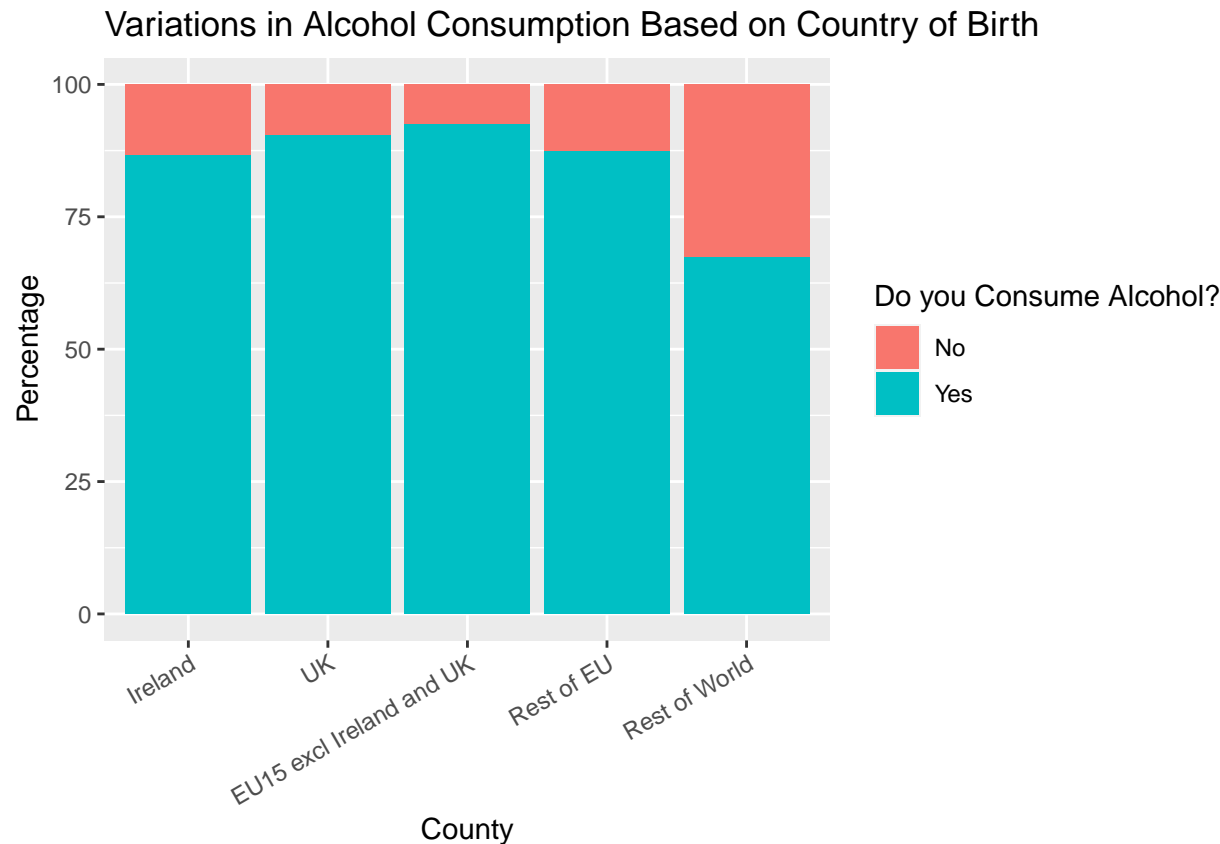 Variations in Alcohol Consumption Based on Country of Birth
100
75
50
25
0
Percentage
Ireland
UK
EU15 excl Ireland and UK
Rest of EU
Rest of World
County
Do you Consume Alcohol?
No
Yes